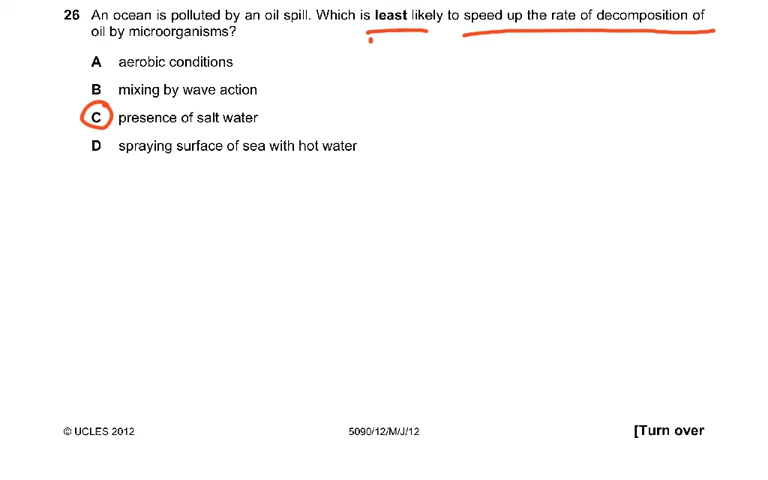 26 An ocean is polluted by an oil spill. Which is least likely to speed up the rate of decomposition of
oil by microorganisms?
A aerobic conditions
B mixing by wave action
C presence of salt water
D spraying surface of sea with hot water
© UCLES 2012 5090/12/M/J/12 [Turn over